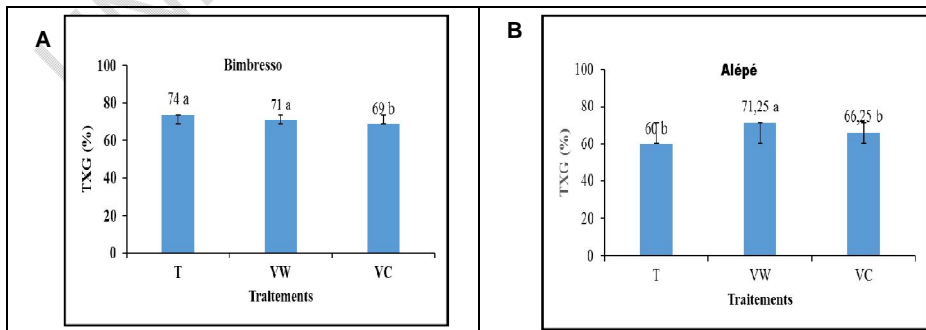 A
Bimbresso
TXG (%)
100
80
60
40
20
0
74 a
71 a
69 b
T
VW
VC
Traitements
B
Alépé
TXG (%)
100
80
60
40
20
0
60 b
71,25 a
66,25 b
T
VW
VC
Traitements